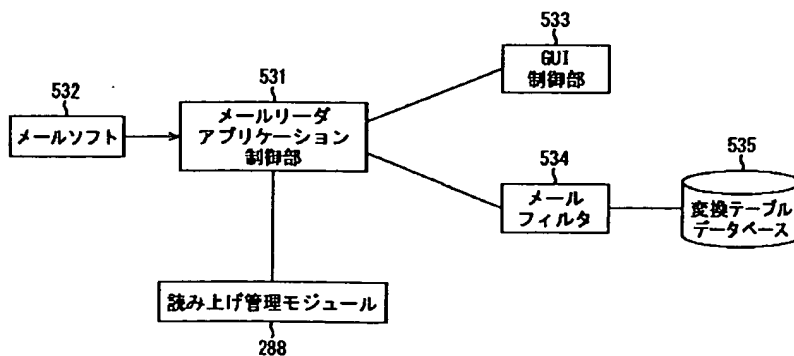 533
GUI
制御部
531
メールリーダ
アプリケーション
制御部
532
メールソフト
534
メール
フィルタ
535
変換テーブル
データベース
読み上げ管理モジュール
288